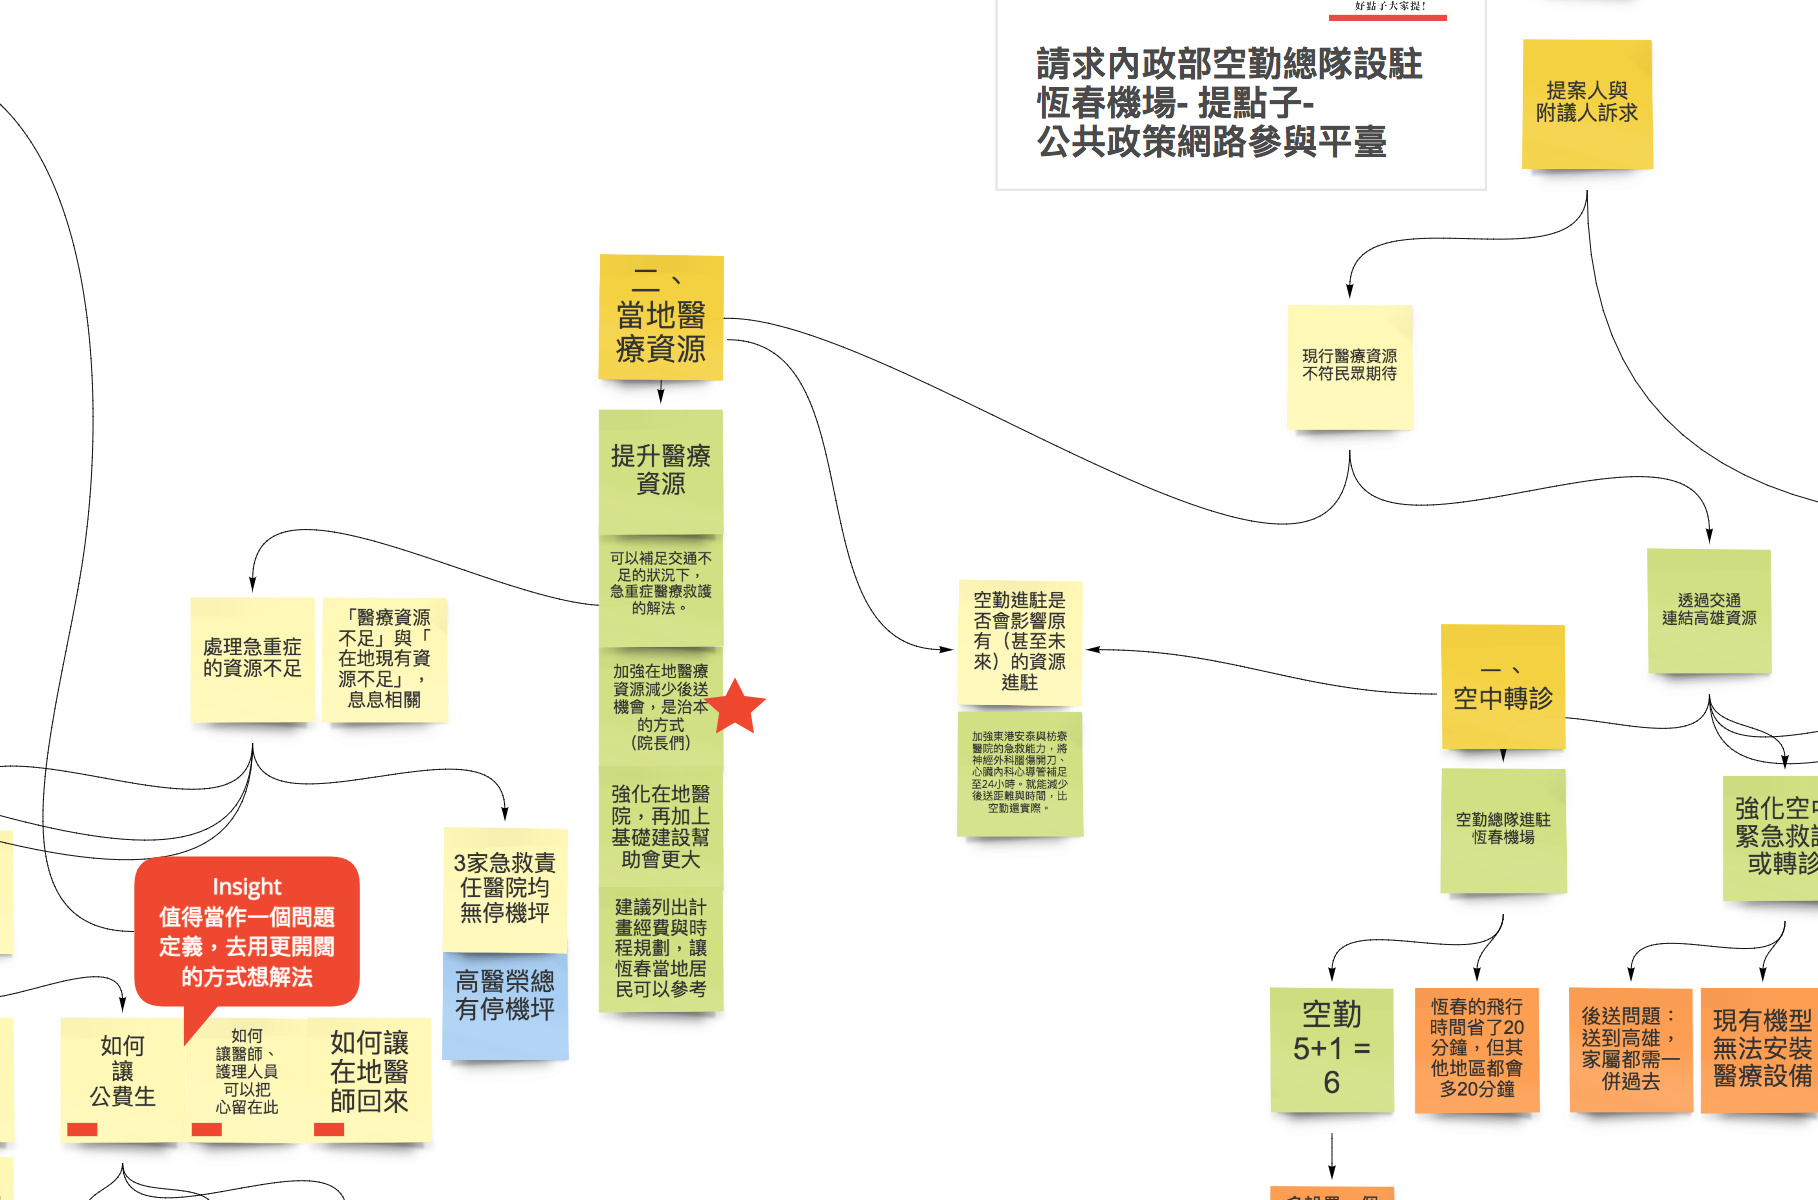 好點子大家提!
請求內政部空勤總隊設駐
恆春機場- 提點子-
公共政策網路參與平臺
提案人與
附議人訴求
二、
當地醫
療資源
現行醫療資源
不符民眾期待
提升醫療
資源
可以補足交通不
足的狀況下，
急重症醫療救護
的解法。
加強在地醫療
資源減少後送
機會，是治本
的方式
(院長們)
強化在地醫
院，再加上
基礎建設幫
助會更大
建議列出計
畫經費與時
程規劃，讓
恆春當地居
民可以參考
處理急重症
的資源不足
「醫療資源
不足」與「
在地現有資
源不足」，
息息相關
空勤進駐是
否會影響原
有（甚至未
來）的資源
進駐
加強東港安泰與枋寮
醫院的急救能力，將
神經外科腦傷開刀、
心臟內科心導管補足
至24小時。就能減少
後送距離與時間，比
空勤還實際。
透過交通
連結高雄資源
一、
空中轉診
空勤總隊進駐
恆春機場
強化空中
緊急救護
或轉診
3家急救責
任醫院均
無停機坪
高醫榮總
有停機坪
Insight
值得當作一個問題
定義，去用更開闊
的方式想解法
如何
讓
公費生
如何
讓醫師、
護理人員
可以把
心留在此
如何讓
在地醫
師回來
空勤
5+1 =
6
恆春的飛行
時間省了20
分鐘，但其
他地區都會
多20分鐘
後送問題：
送到高雄，
家屬都需一
併過去
現有機型
無法安裝
醫療設備